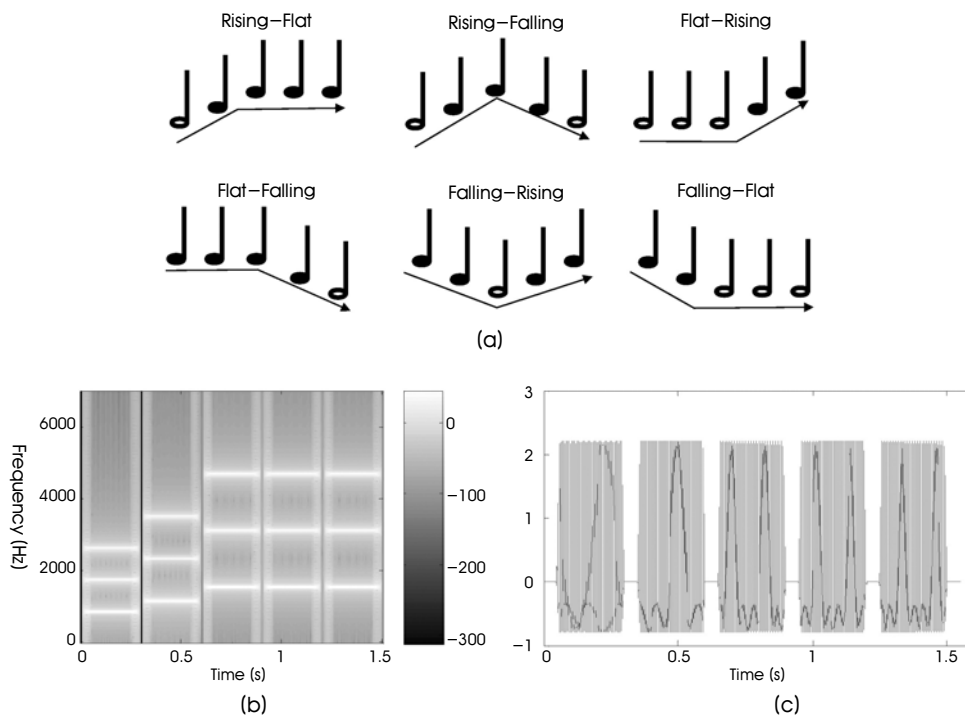 Rising–Flat
Rising–Falling
Flat–Rising
Flat–Falling
Falling–Rising
Falling–Flat
(a)
Frequency (Hz)
6000
4000
2000
0
0
0.5
1
1.5
Time (s)
0
−100
−200
−300
(b)
3
2
1
0
−1
0
0.5
1
1.5
Time (s)
(c)